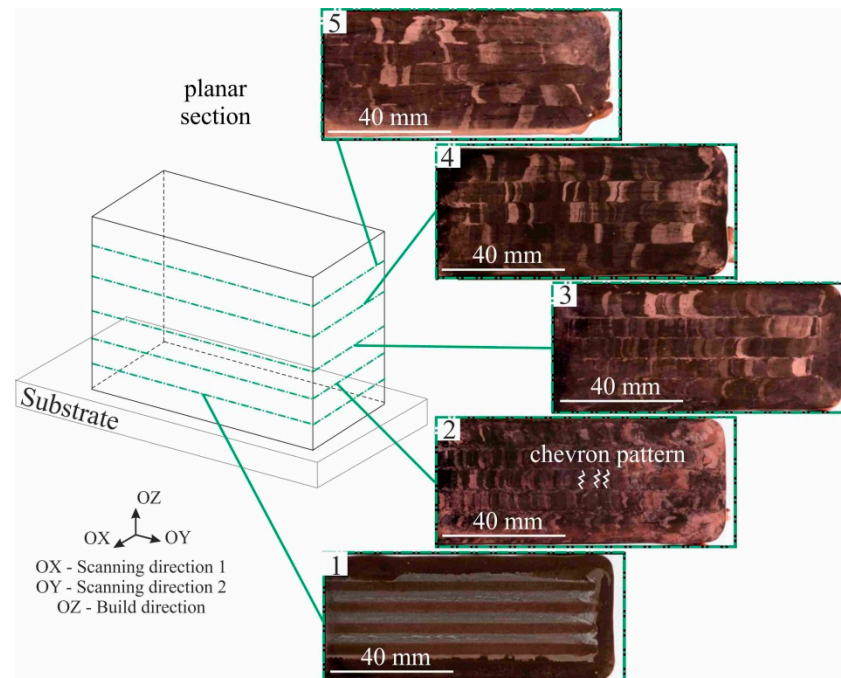 5
planar
section
40 mm
4
40 mm
3
40 mm
Substrate
2
chevron pattern
40 mm
OZ
OX
OY
OX - Scanning direction 1
OY - Scanning direction 2
OZ - Build direction
1
40 mm